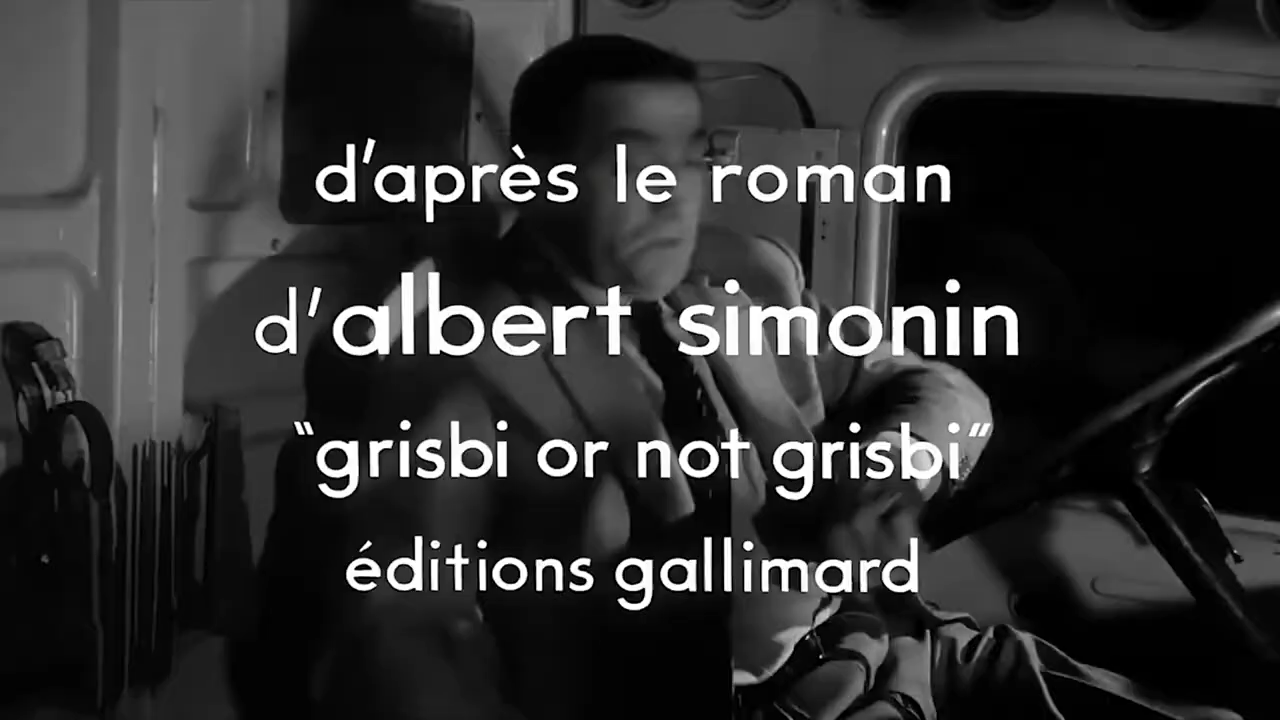 d'après le roman
d'albert simonin
"grisbi or not grisbi"
éditions gallimard